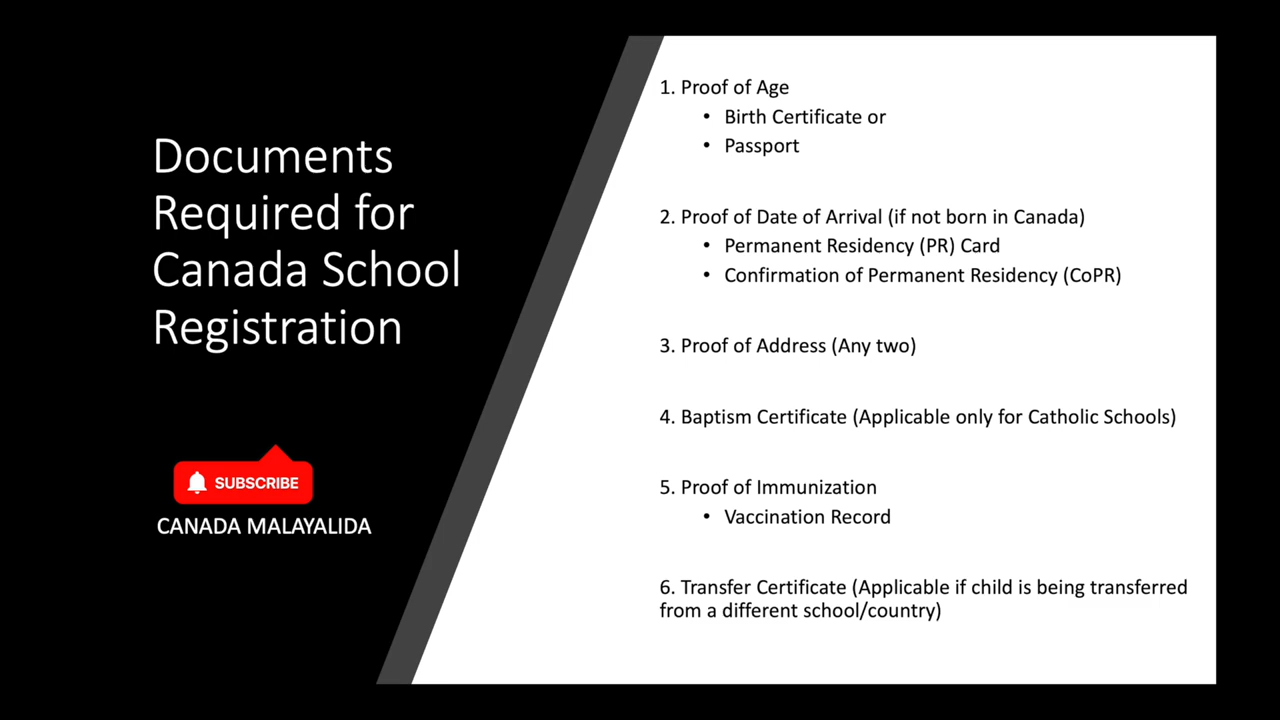 Documents
Required for
Canada School
Registration
SUBSCRIBE
CANADA MALAYALIDA
1. Proof of Age
• Birth Certificate or
• Passport
2. Proof of Date of Arrival (if not born in Canada)
• Permanent Residency (PR) Card
• Confirmation of Permanent Residency (CoPR)
3. Proof of Address (Any two)
4. Baptism Certificate (Applicable only for Catholic Schools)
5. Proof of Immunization
• Vaccination Record
6. Transfer Certificate (Applicable if child is being transferred
from a different school/country)